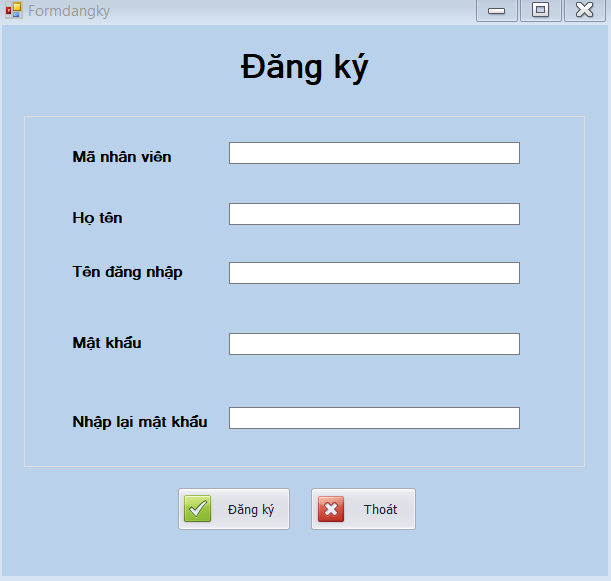 Formdangky
Đăng ký
Mã nhân viên
Họ tên
Tên đăng nhập
Mật khẩu
Nhập lại mật khẩu
Đăng ký
Thoát